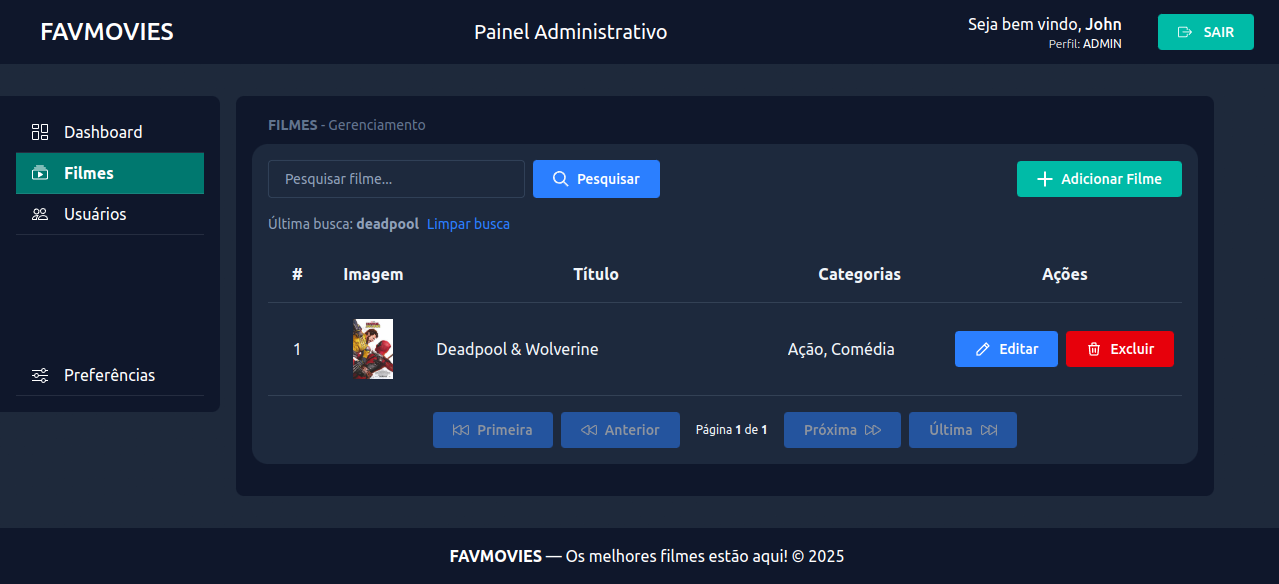 FAVMOVIES
Painel Administrativo
Seja bem vindo, John
Perfil: ADMIN
SAIR
Dashboard
Filmes
Usuários
Preferências
FILMES - Gerenciamento
Pesquisar filme...
Pesquisar
Adicionar Filme
Última busca: deadpool Limpar busca
# Imagem Título Categorias Ações
1 Deadpool & Wolverine Ação, Comédia Editar Excluir
Primeira Anterior Página 1 de 1 Próxima Última
FAVMOVIES — Os melhores filmes estão aqui! © 2025